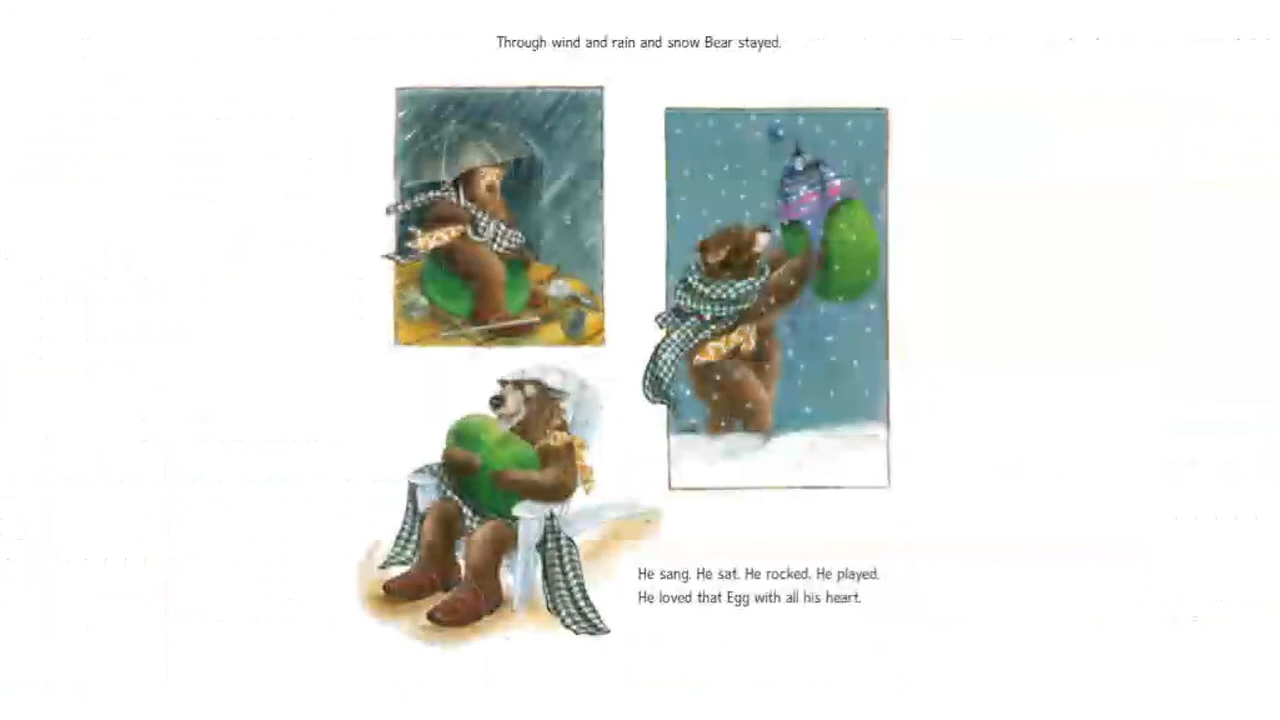 Through wind and rain and snow Bear stayed.
He sang. He sat. He rocked. He played.
He loved that Egg with all his heart.